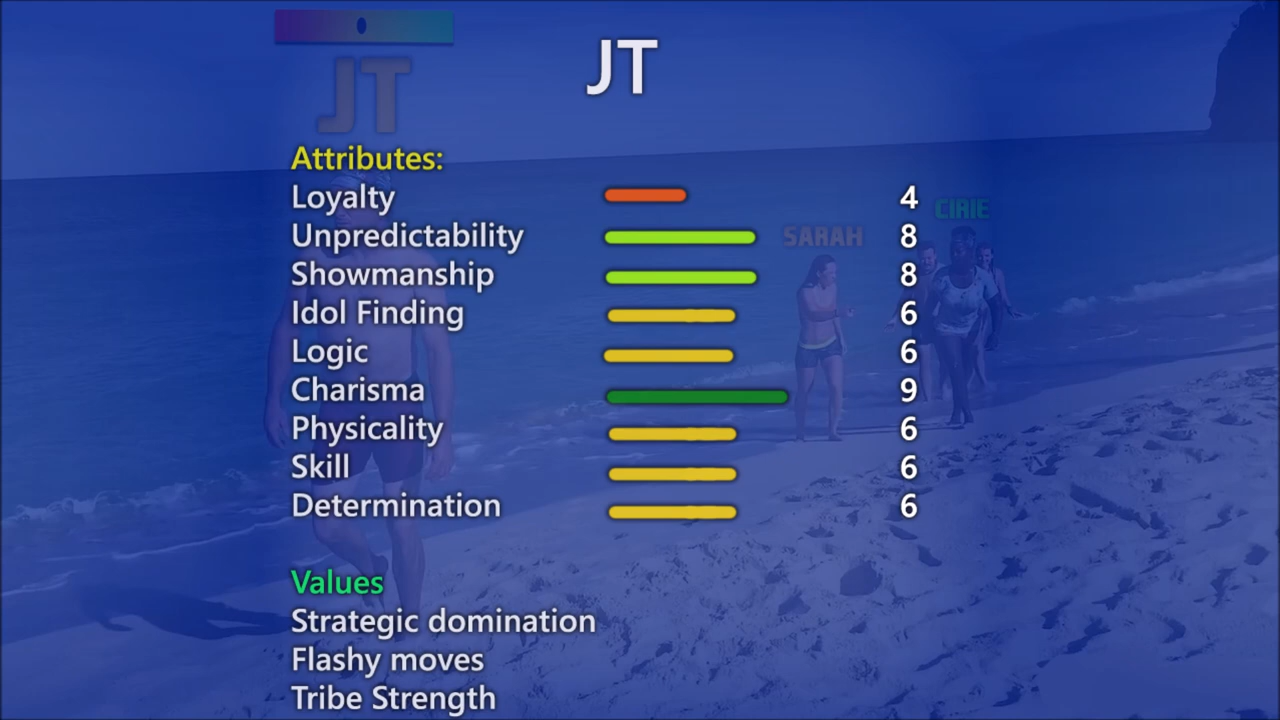 JT
JT
Attributes:
Loyalty 4
Unpredictability 8
SARAH
CIRIE
Showmanship 8
Idol Finding 6
Logic 6
Charisma 9
Physicality 6
Skill 6
Determination 6
Values
Strategic domination
Flashy moves
Tribe Strength